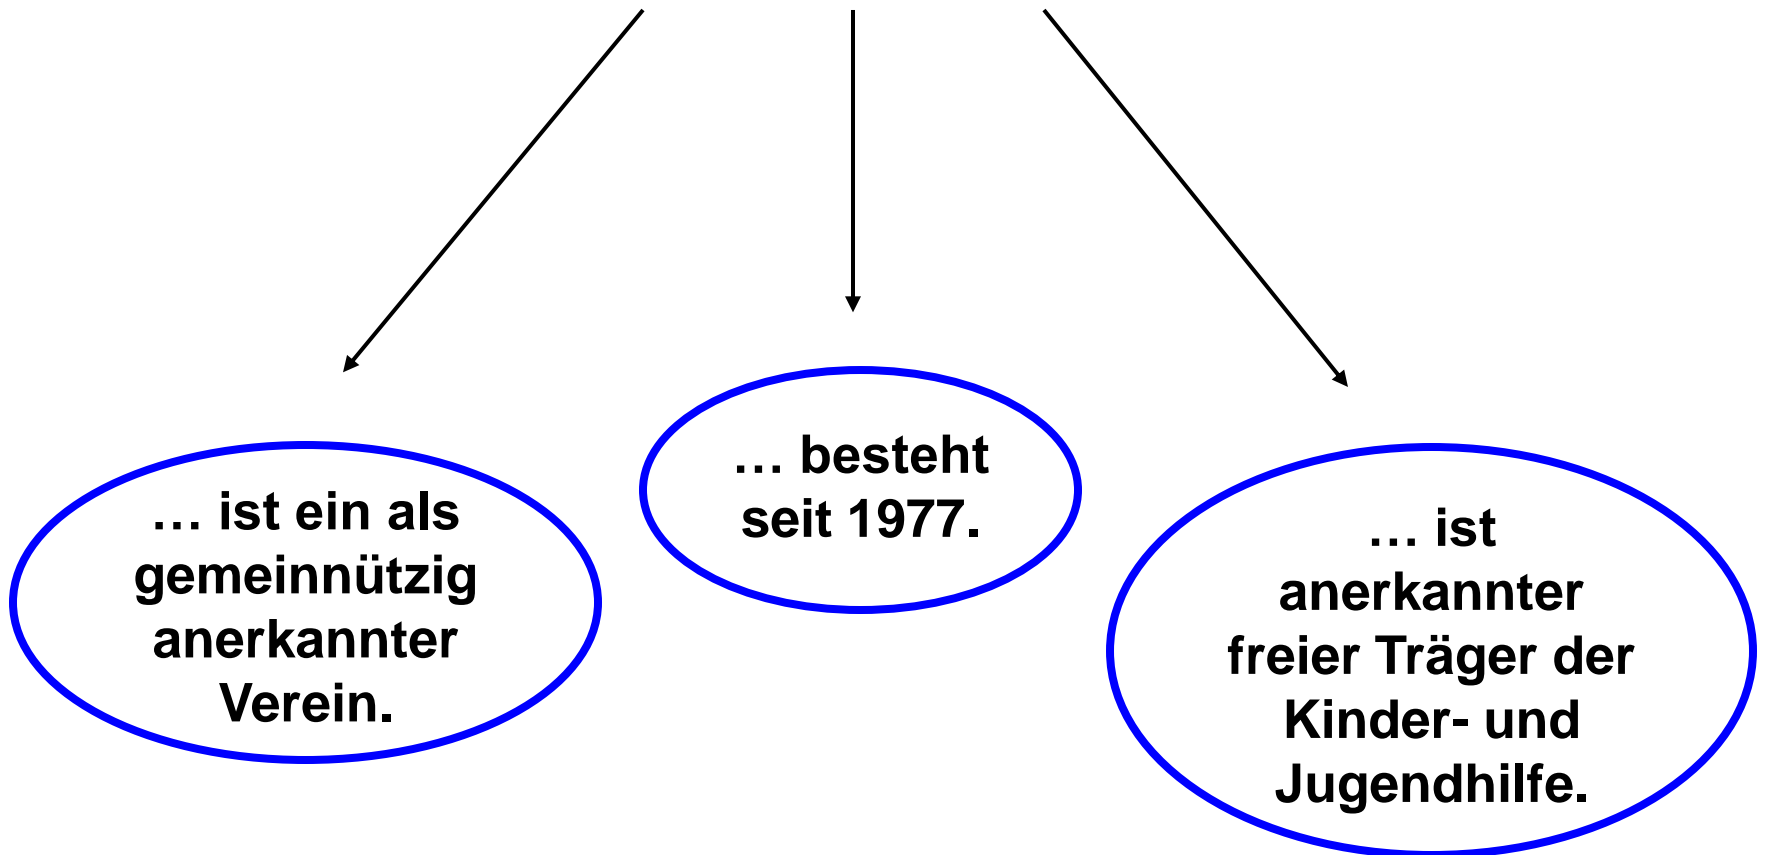 … ist ein als
gemeinnützig
anerkannter
Verein.
… besteht
seit 1977.
… ist
anerkannter
freier Träger der
Kinder- und
Jugendhilfe.